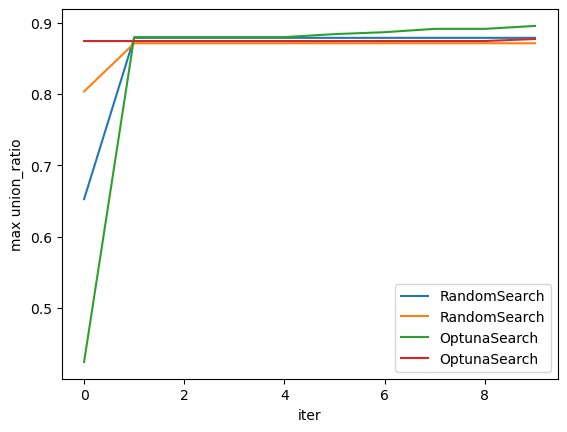 0.9
0.8
0.7
0.6
0.5
max union_ratio
0
2
4
6
8
iter
RandomSearch
RandomSearch
OptunaSearch
OptunaSearch